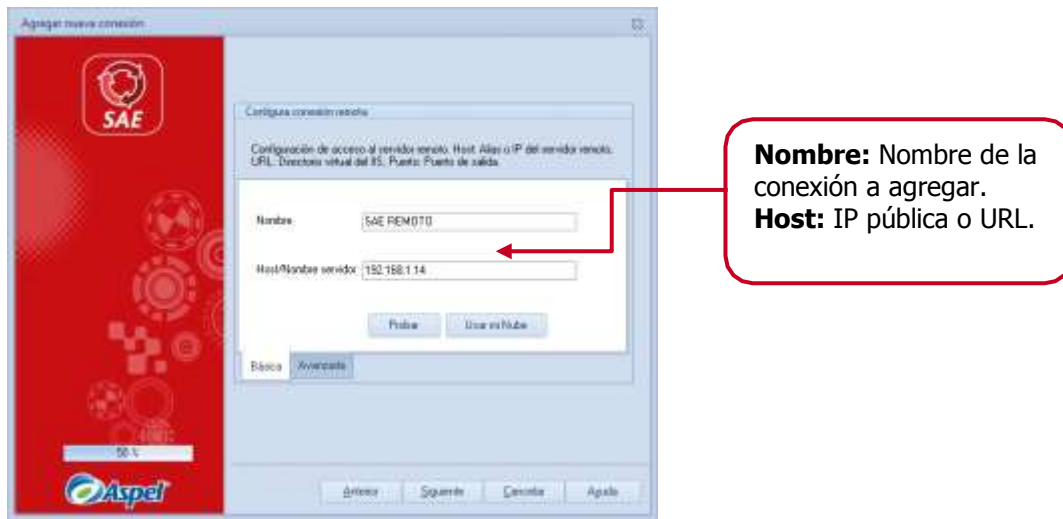 Agregar nueva conexión
SAE
Configura conexión remota
Configuración de acceso al servidor remoto. Host: Alias o IP del servidor remoto.
URL: Directorio virtual del IIS. Puerto: Puerto de salida.
Nombre SAE REMOTO
Host/Nombre servidor 192.168.1.14
Probar Usar mi Nube
Básica Avanzada
50 %
Aspel
Anterior Siguiente Cancelar Ayuda
Nombre: Nombre de la
conexión a agregar.
Host: IP pública o URL.